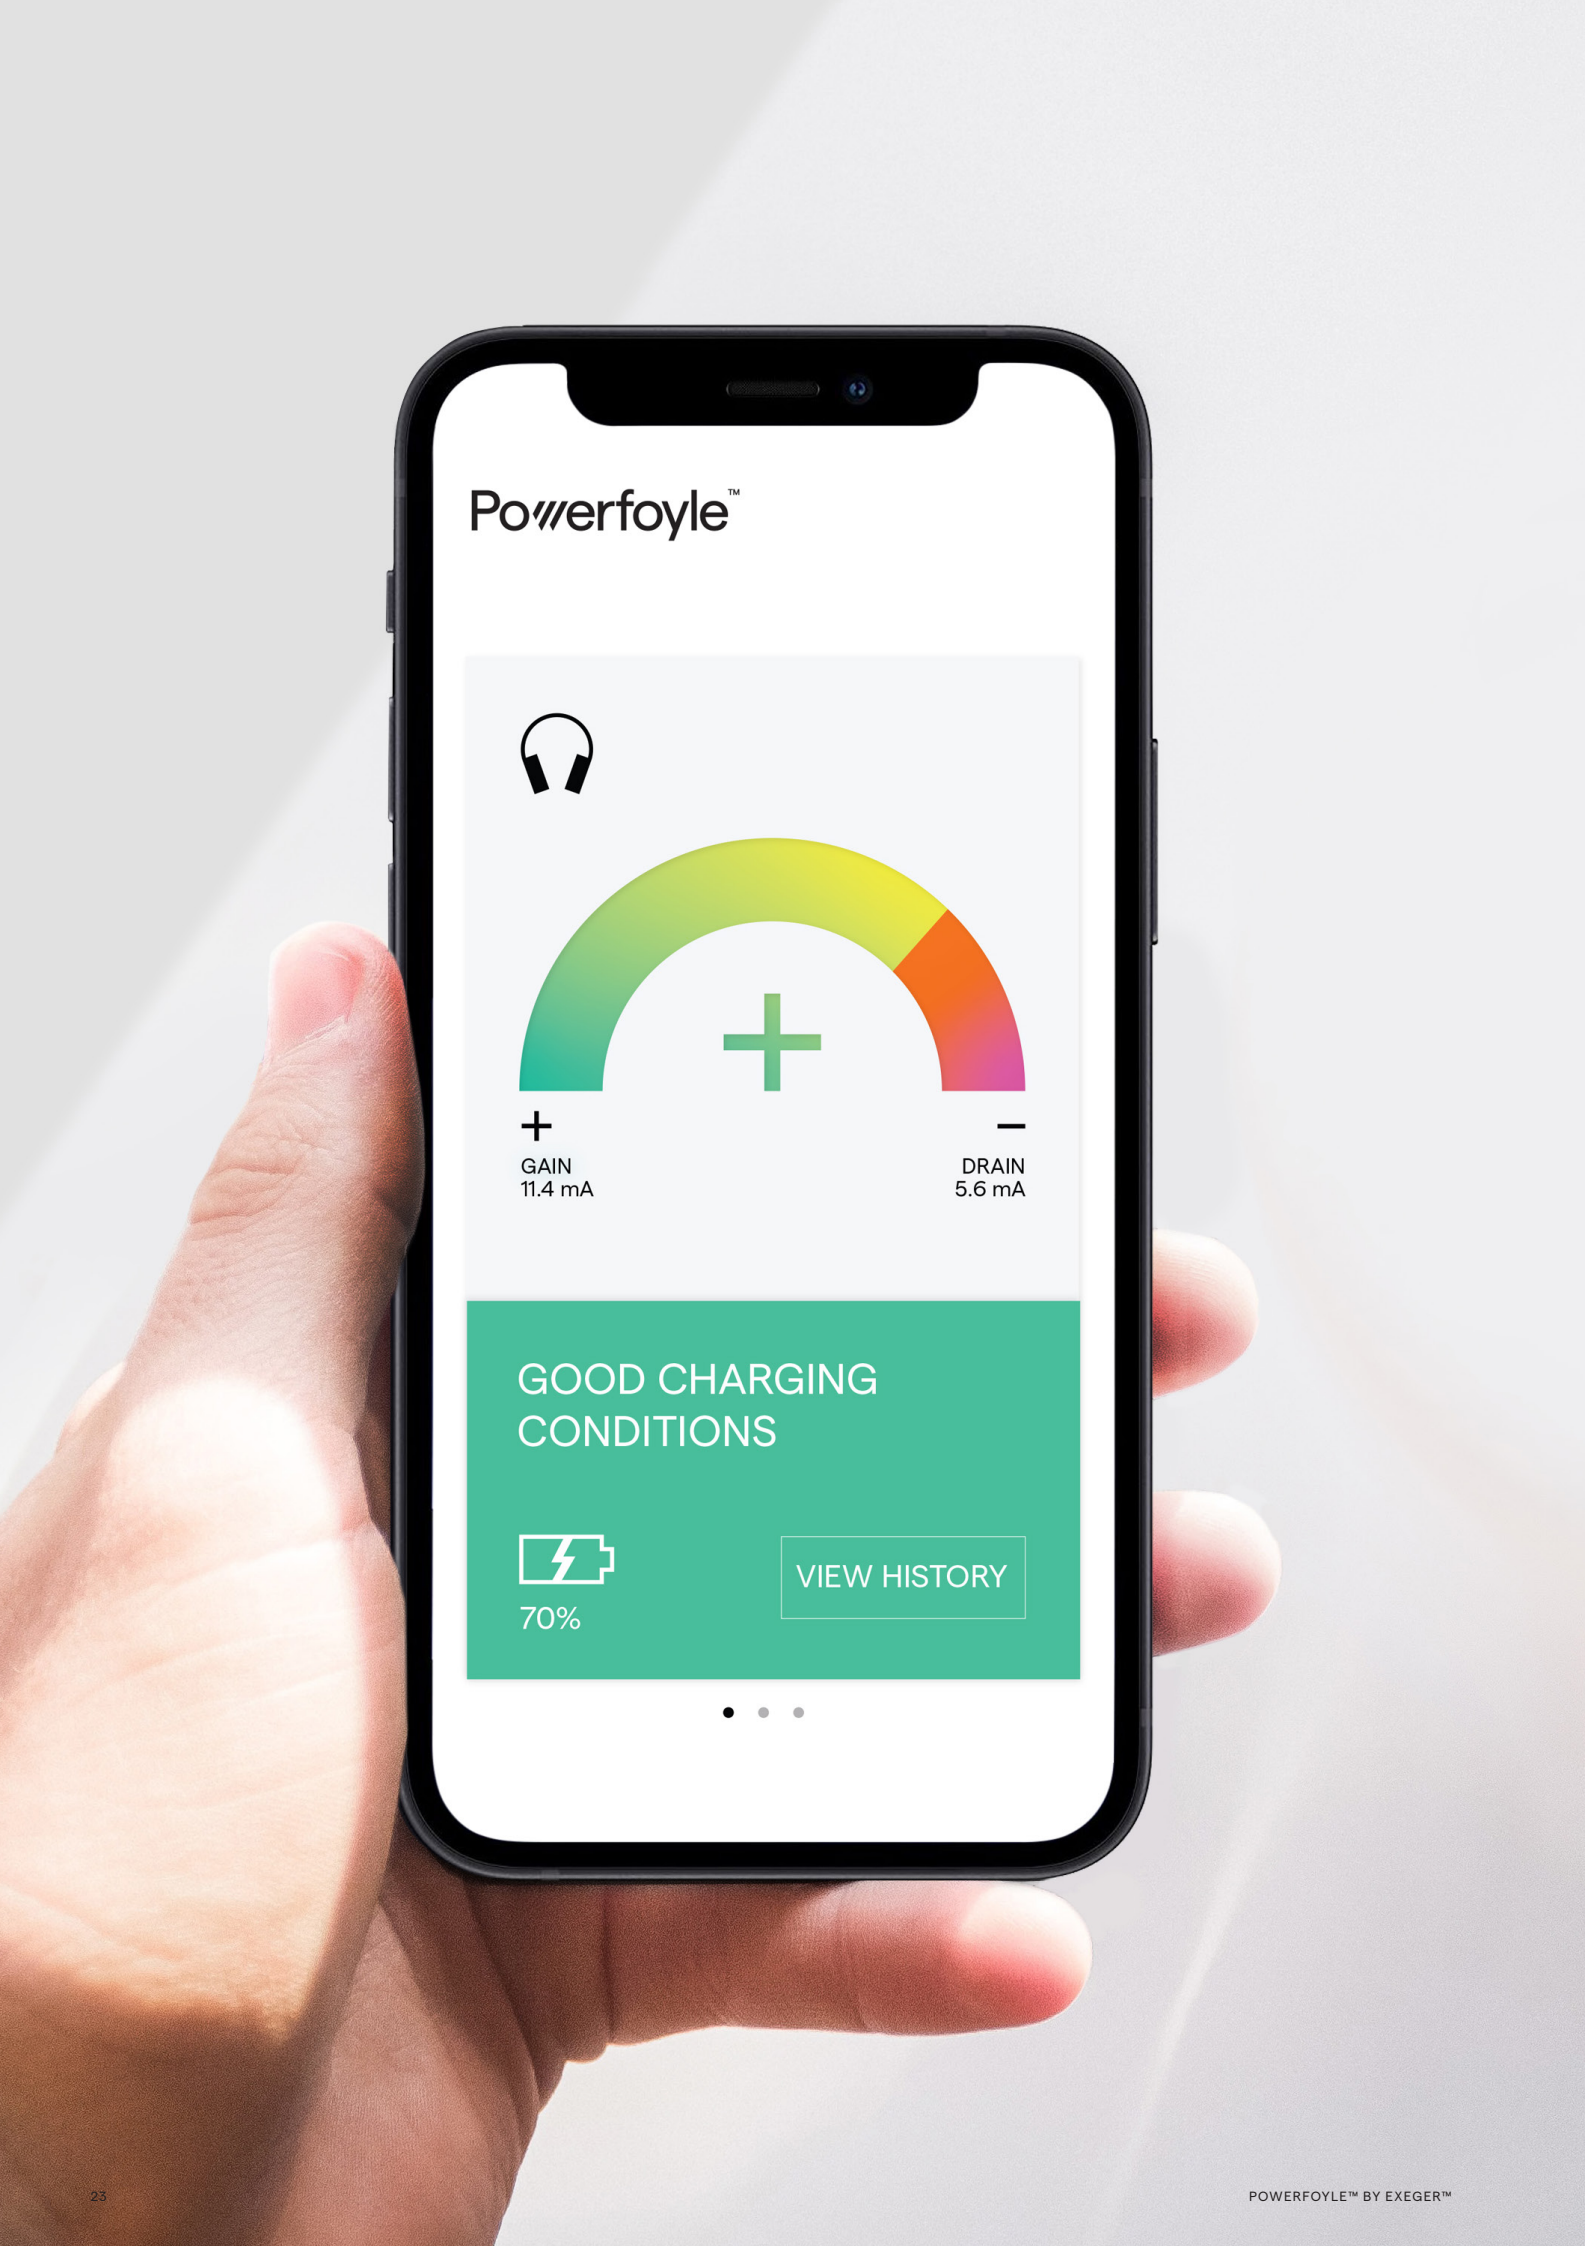 Powerfoyle™
+
−
GAIN
DRAIN
11.4 mA
5.6 mA
GOOD CHARGING
CONDITIONS
70%
VIEW HISTORY
23
POWERFOYLE™ BY EXEGER™